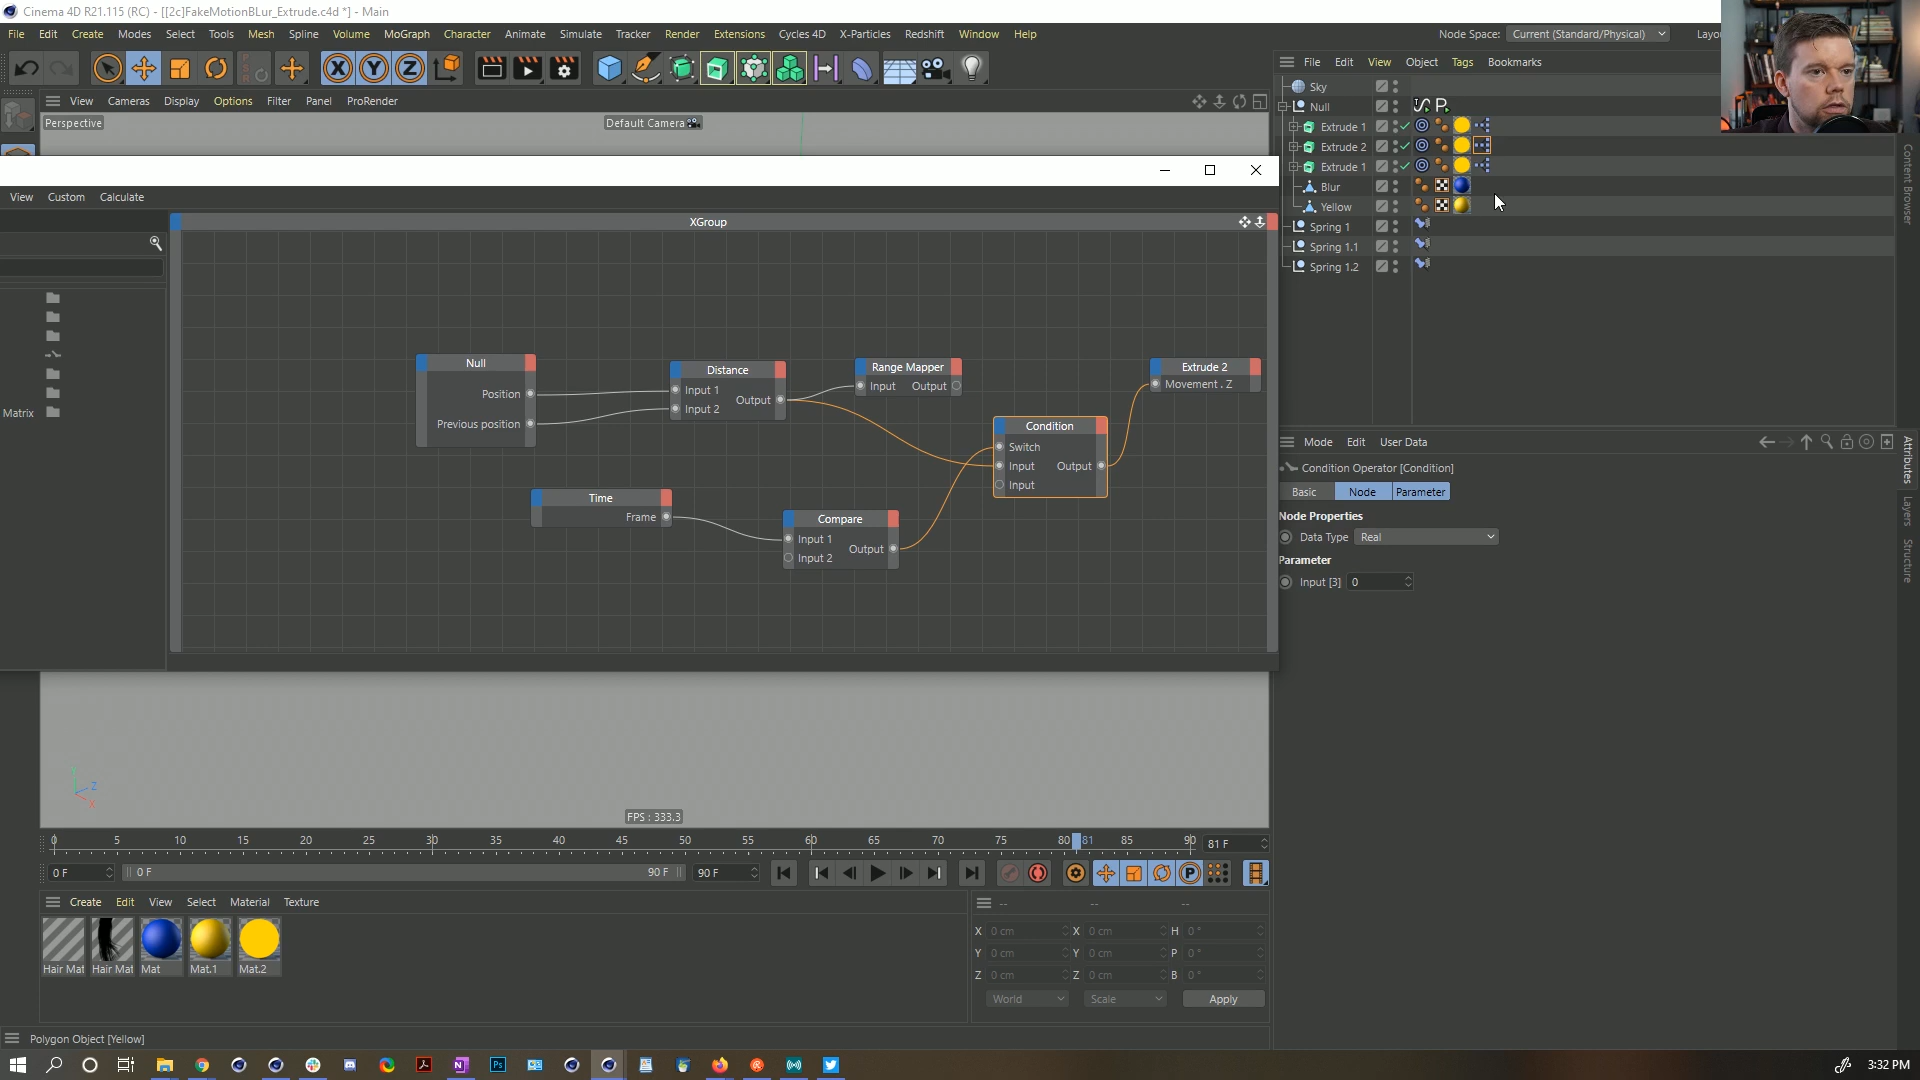 Cinema 4D R21.115 (RC) - [[2c]FakeMotionBLur_Extrude.c4d *] - Main
File Edit Create Modes Select Tools Mesh Spline Volume MoGraph Character Animate Simulate Tracker Render Extensions Cycles 4D X-Particles Redshift Window Help
Node Space: Current (Standard/Physical) Layou
File Edit View Object Tags Bookmarks
View Cameras Display Options Filter Panel ProRender
Perspective
Default Camera
Sky
Null
Extrude 1
Extrude 2
Extrude 1
Blur
Yellow
Spring 1
Spring 1.1
Spring 1.2
Content Browser
View Custom Calculate
XGroup
Matrix
Null
Position
Previous position
Distance
Input 1
Input 2
Output
Range Mapper
Input Output
Extrude 2
Movement . Z
Condition
Switch
Input Output
Input
Time
Frame
Compare
Input 1
Input 2
Output
Mode Edit User Data
Condition Operator [Condition]
Basic Node Parameter
Node Properties
Data Type Real
Parameter
Input [3] 0
Attributes
Layers
Structure
X
Y
Z
FPS : 333.3
0 5 10 15 20 25 30 35 40 45 50 55 60 65 70 75 80 81 85 90 81 F
0 F 0 F 90 F 90 F
Create Edit View Select Material Texture
Hair Mat Hair Mat Mat Mat.1 Mat.2
-- -- --
X 0 cm X 0 cm H 0 °
Y 0 cm Y 0 cm P 0 °
Z 0 cm Z 0 cm B 0 °
World Scale Apply
Polygon Object [Yellow]
3:32 PM